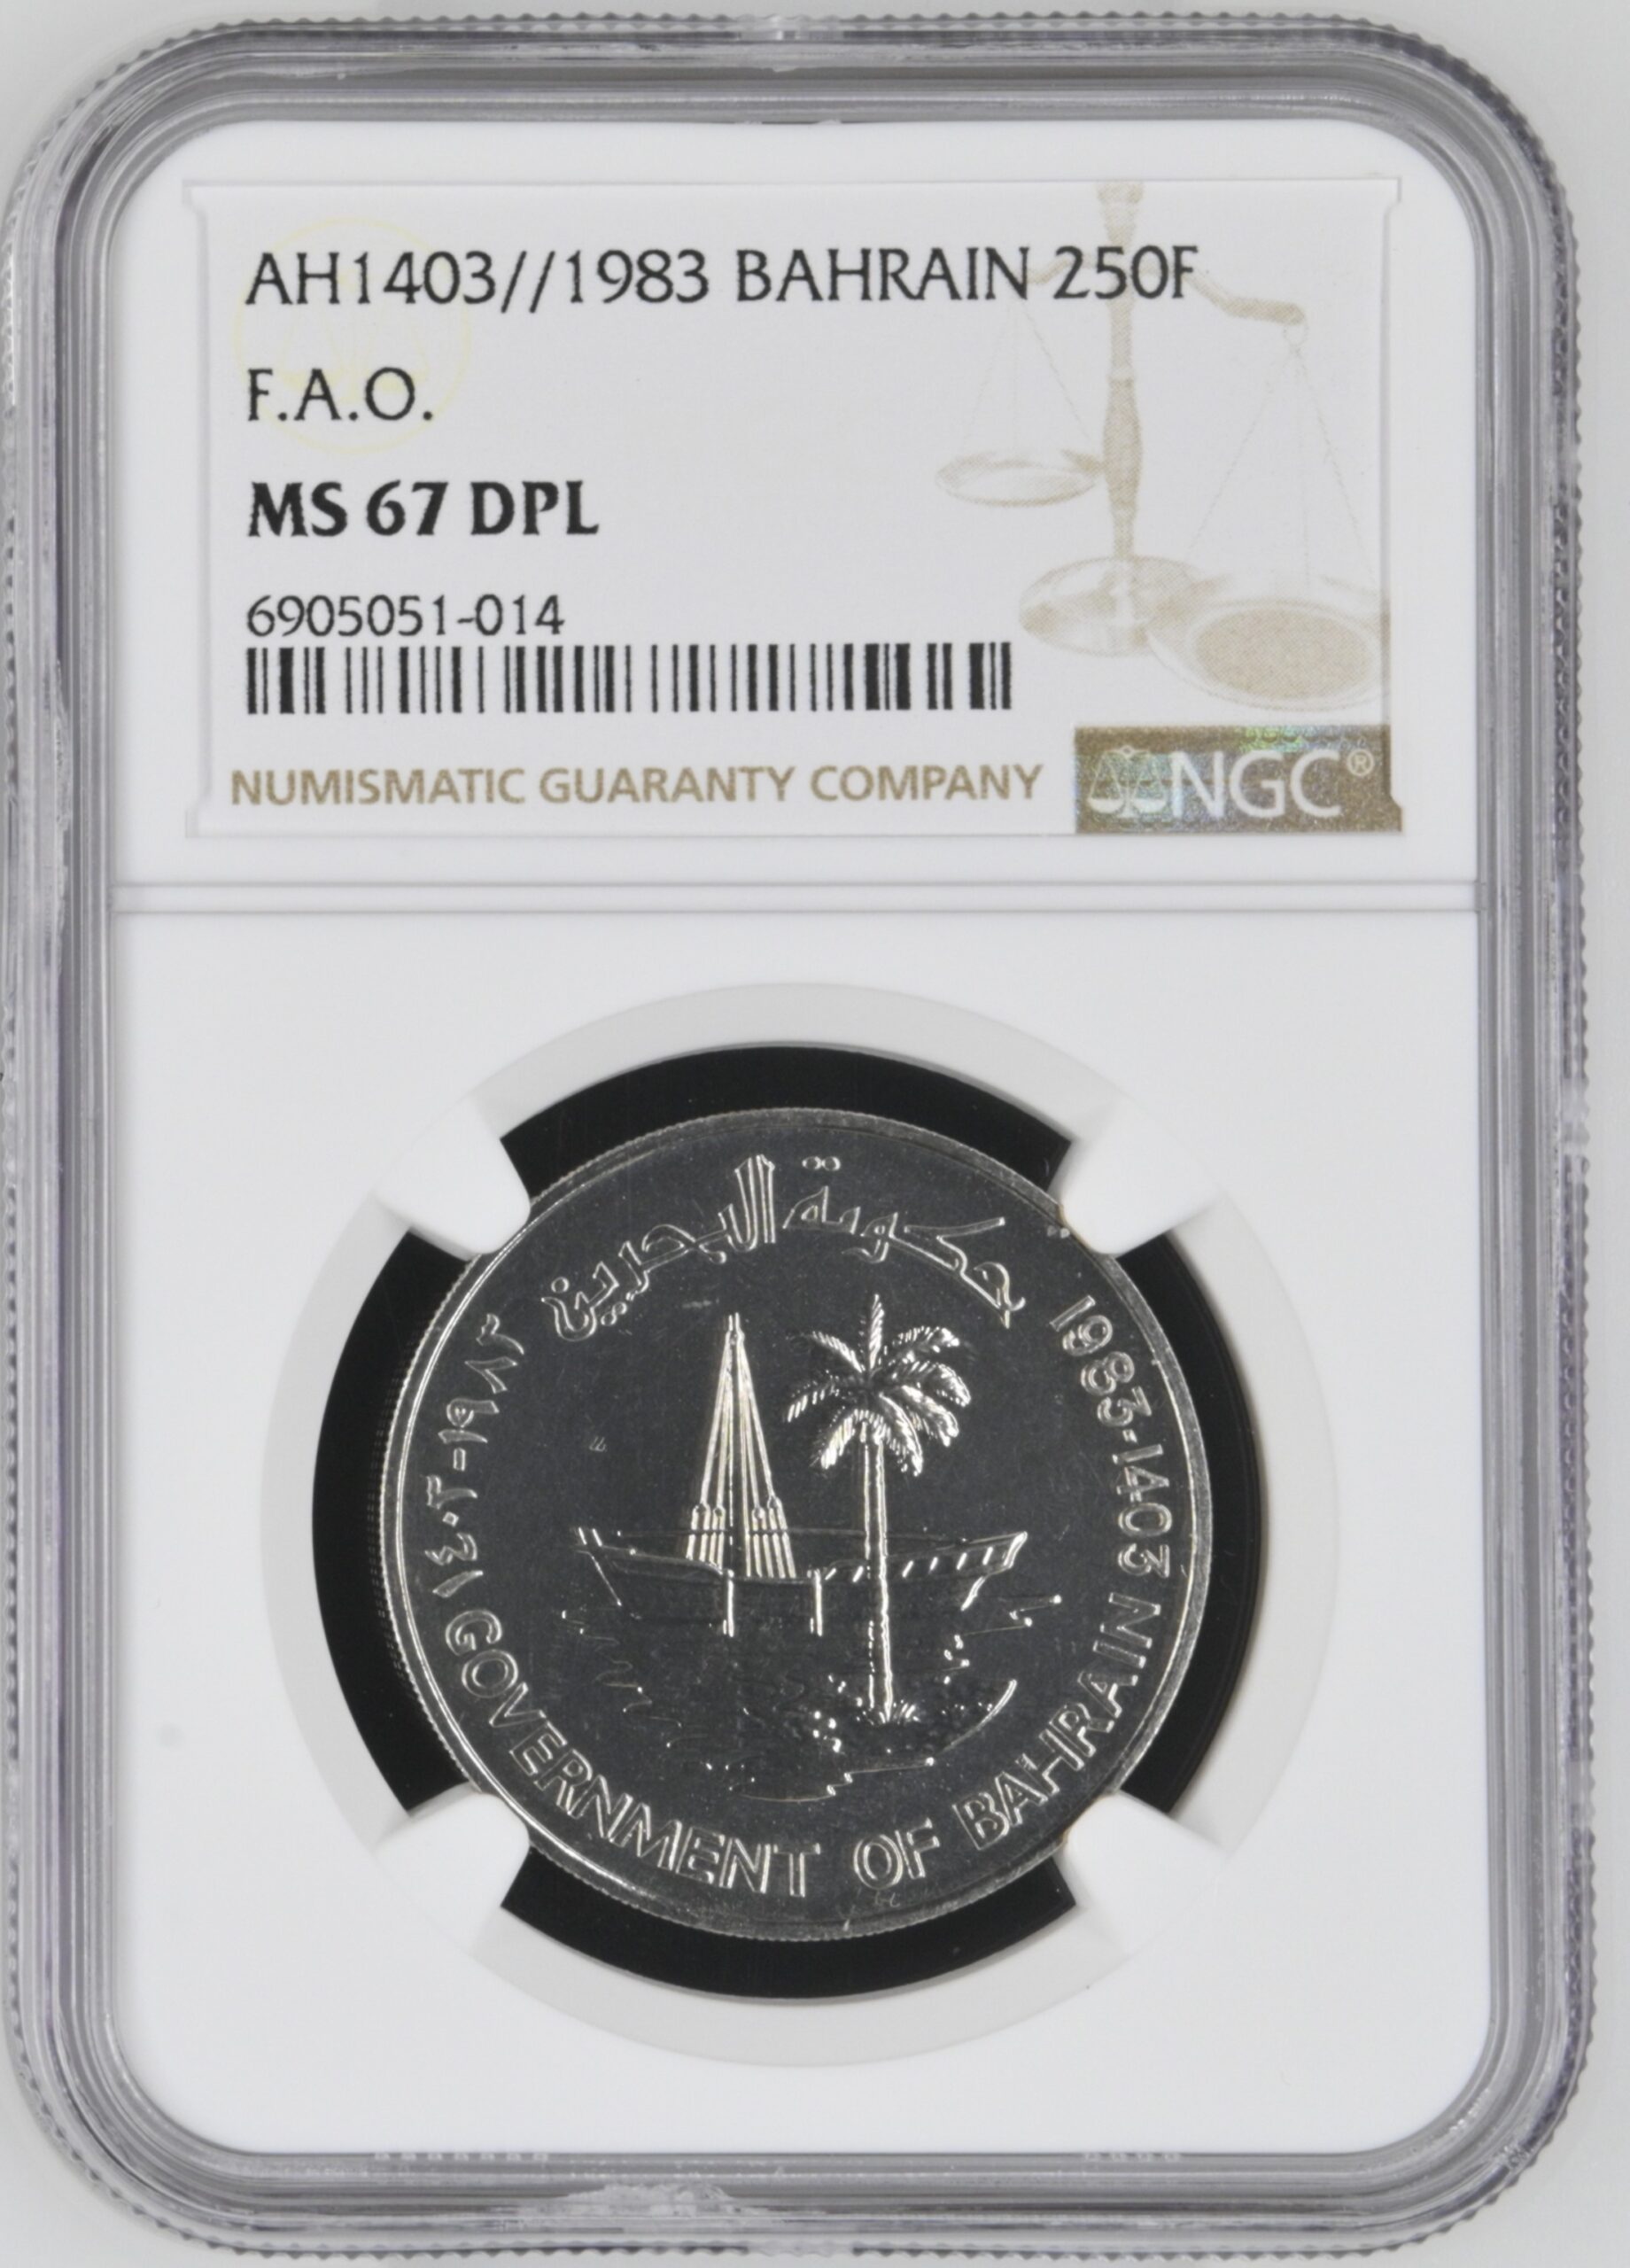 AH1403//1983 BAHRAIN 250F
F.A.O.
MS 67 DPL
6905051-014
NUMISMATIC GUARANTY COMPANY
NGC®
حكومة البحرين
١٤٠٣-١٩٨٣
1983·1403
GOVERNMENT OF BAHRAIN